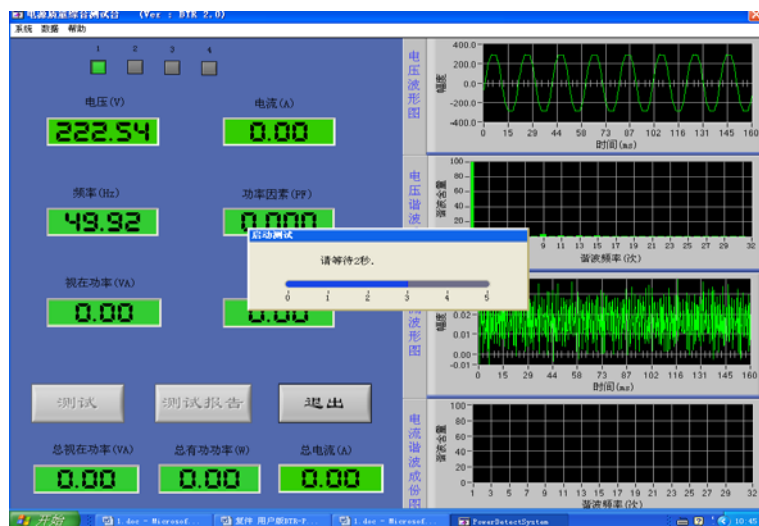 电源质量综合测试台 (Ver : DTK 2.0)
系统 数据 帮助
1 2 3 4
电压(V) 电流(A)
222.54 0.00
频率(Hz) 功率因素(PF)
49.92 0.000
启动测试
请等待2秒.
0 1 2 3 4 5
视在功率(VA)
0.00 0.00
测试 测试报告 退出
总视在功率(VA) 总有功功率(W) 总电流(A)
0.00 0.00 0.00
电压波形图
幅度
400.0
200.0
0.0
-200.0
-400.0
0 15 29 44 58 73 87 102 116 131 145 160
时间(ms)
电压谐波
谐波含量
100
80
60
40
20
9 11 13 15 17 19 21 23 25 27 29 32
谐波频率(次)
波形图
幅度
0.02
0.01
0.00
-0.01
0 15 29 44 58 73 87 102 116 131 145 160
时间(ms)
电流谐波成份图
谐波含量
100
80
60
40
20
0
1 3 5 7 9 11 13 15 17 19 21 23 25 27 29 32
谐波频率(次)
开始 1.doc - Microsof... 复件 用户版DTR-P... 1.doc - Microsof... PowerDetectSystem 10:45